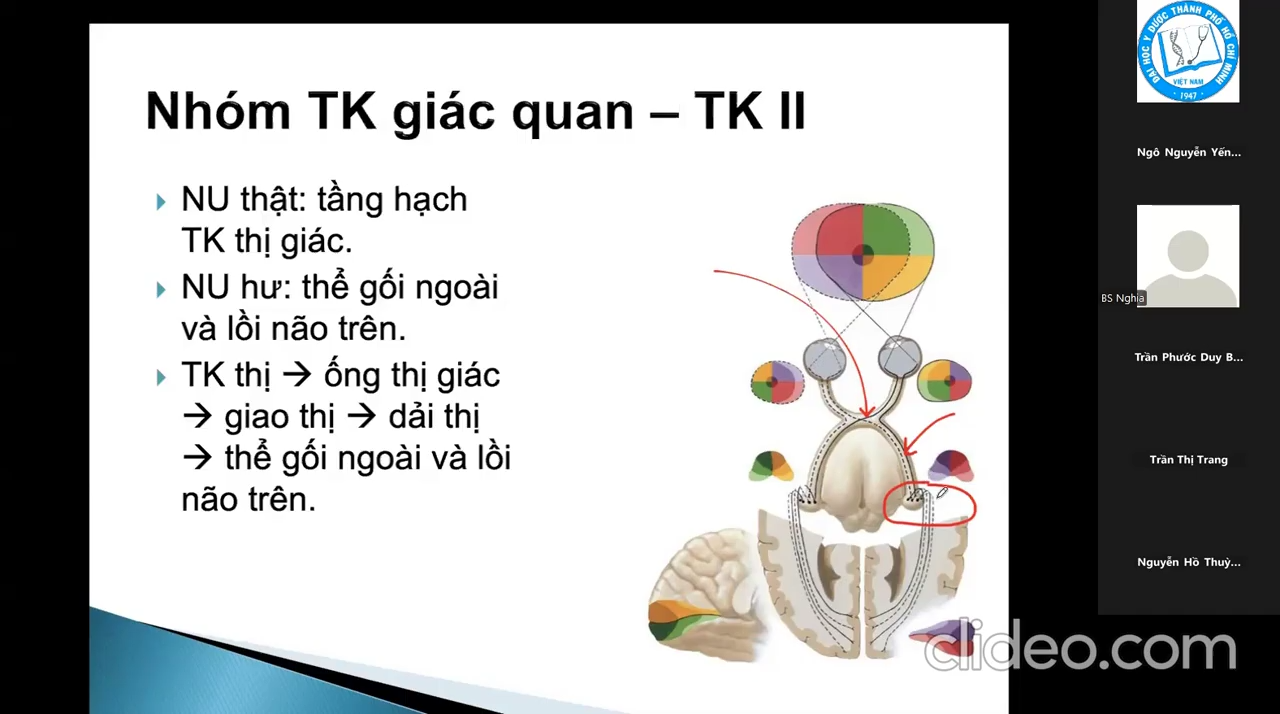 Nhóm TK giác quan – TK II
NU thật: tầng hạch
TK thị giác.
NU hư: thể gối ngoài
và lồi não trên.
TK thị → ống thị giác
→ giao thị → dải thị
→ thể gối ngoài và lồi
não trên.
ĐẠI HỌC Y DƯỢC THÀNH PHỐ HỒ CHÍ MINH
VIỆT NAM
1947
Ngô Nguyễn Yến...
BS Nghĩa
Trần Phước Duy B...
Trần Thị Trang
Nguyễn Hồ Thuỳ...
clideo.com